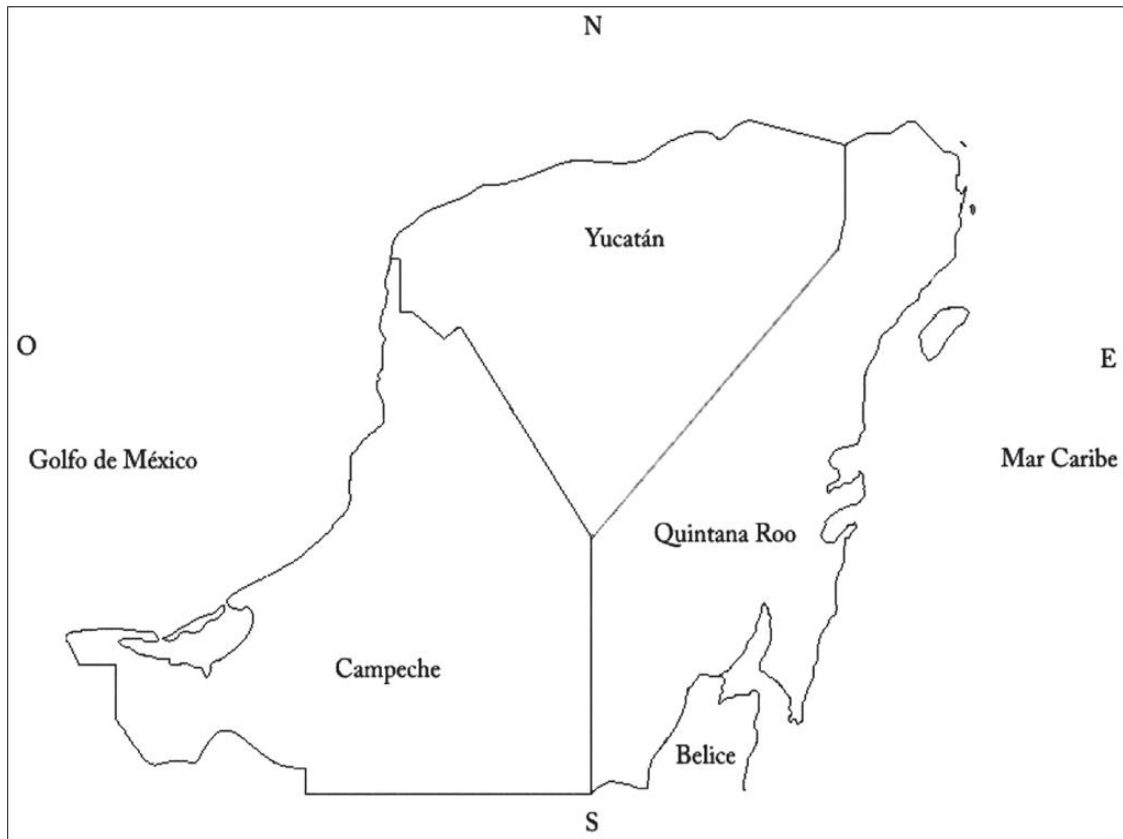 N
Yucatán
O
E
Golfo de México
Mar Caribe
Quintana Roo
Campeche
Belice
S